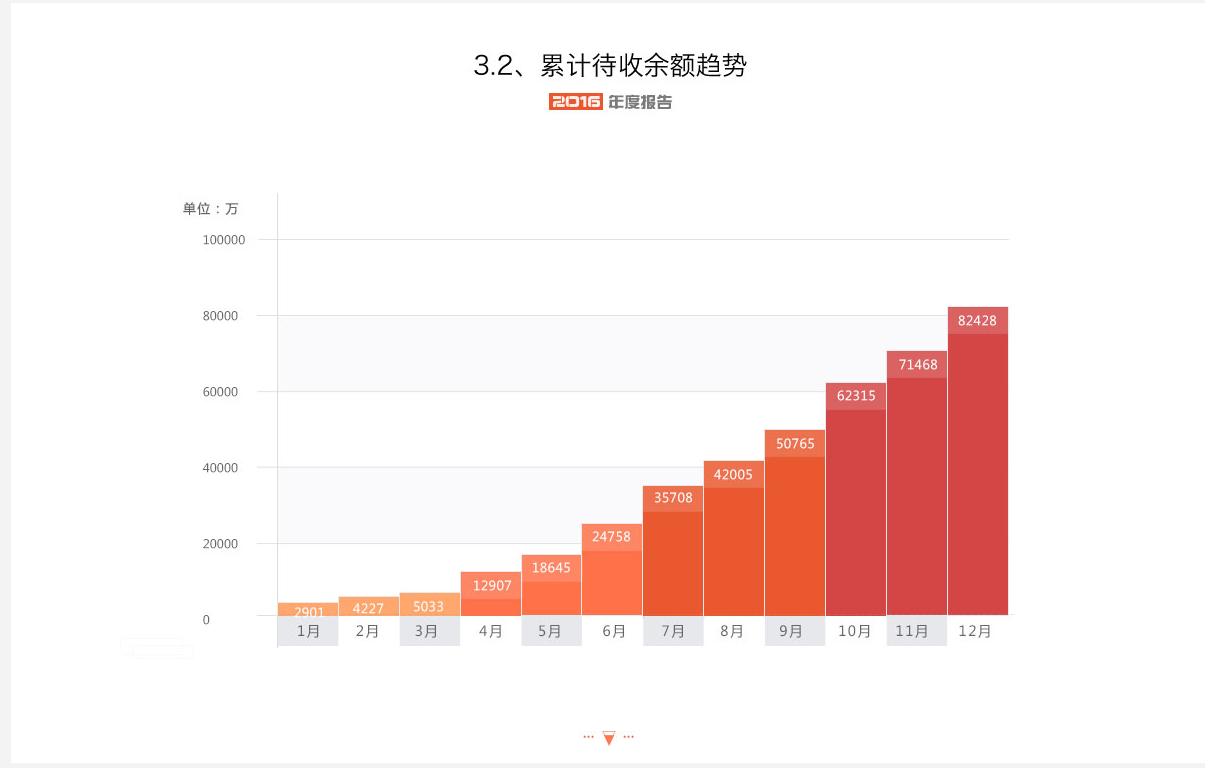 3.2、累计待收余额趋势
2016 年度报告
单位：万
100000
80000
60000
40000
20000
0
2901
4227
5033
12907
18645
24758
35708
42005
50765
62315
71468
82428
1月
2月
3月
4月
5月
6月
7月
8月
9月
10月
11月
12月